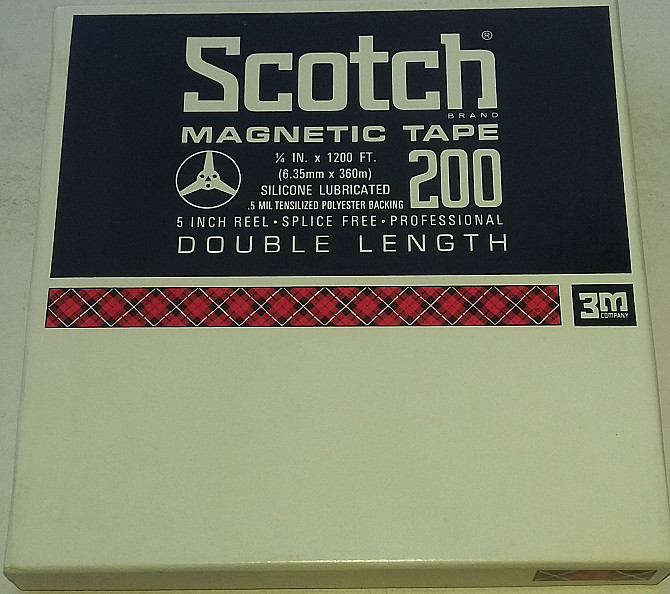 Scotch®
BRAND
MAGNETIC TAPE
¼ IN. x 1200 FT.
(6.35mm x 360m)
SILICONE LUBRICATED
.5 MIL TENSILIZED POLYESTER BACKING
200
5 INCH REEL • SPLICE FREE • PROFESSIONAL
DOUBLE LENGTH
3M
COMPANY